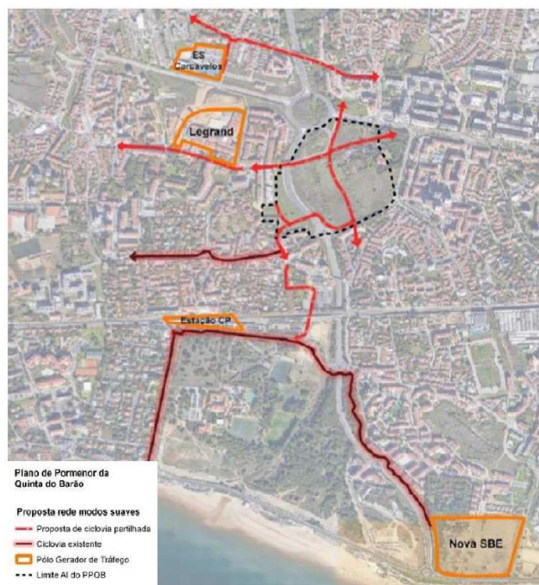 ES
Carcavelos
Legrand
Estação CP
Nova SBE
Plano de Pormenor da
Quinta do Barão
Proposta rede modos suaves
Proposta de ciclovia partilhada
Ciclovia existente
Pólo Gerador de Tráfego
Limite AI do PPQB